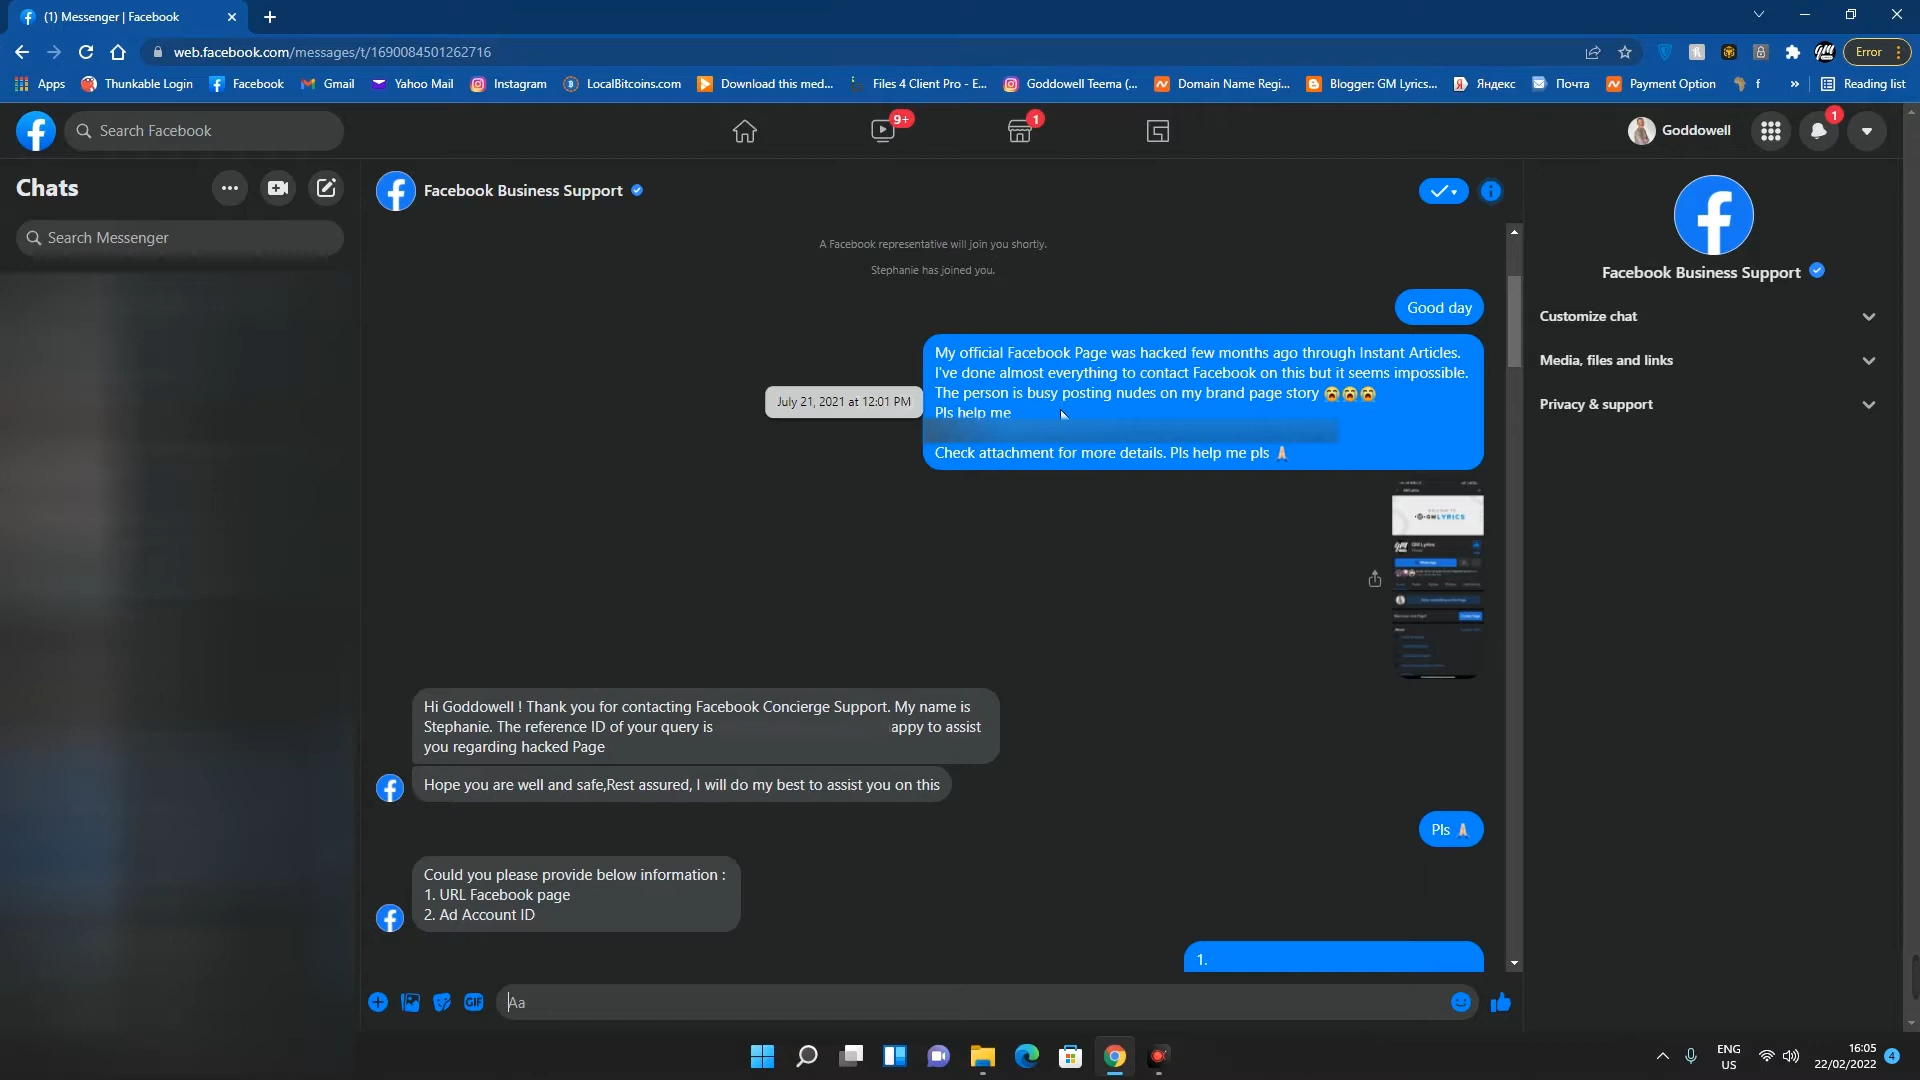 (1) Messenger | Facebook
web.facebook.com/messages/t/1690084501262716
Error
Apps
Thunkable Login
Facebook
Gmail
Yahoo Mail
Instagram
LocalBitcoins.com
Download this med...
Files 4 Client Pro - E...
Goddowell Teema (...
Domain Name Regi...
Blogger: GM Lyrics...
Яндекс
Почта
Payment Option
f
»
Reading list
Search Facebook
9+
1
Goddowell
1
Chats
Search Messenger
Facebook Business Support
A Facebook representative will join you shortly.
Stephanie has joined you.
Good day
My official Facebook Page was hacked few months ago through Instant Articles.
I've done almost everything to contact Facebook on this but it seems impossible.
The person is busy posting nudes on my brand page story 😭😭😭
Pls help me
Check attachment for more details. Pls help me pls 🙏🏻
July 21, 2021 at 12:01 PM
GMLYRICS
Hi Goddowell ! Thank you for contacting Facebook Concierge Support. My name is
Stephanie. The reference ID of your query is appy to assist
you regarding hacked Page
Hope you are well and safe,Rest assured, I will do my best to assist you on this
Pls 🙏🏻
Could you please provide below information :
1. URL Facebook page
2. Ad Account ID
1.
GIF
Aa
Facebook Business Support
Customize chat
Media, files and links
Privacy & support
ENG
US
16:05
22/02/2022
4